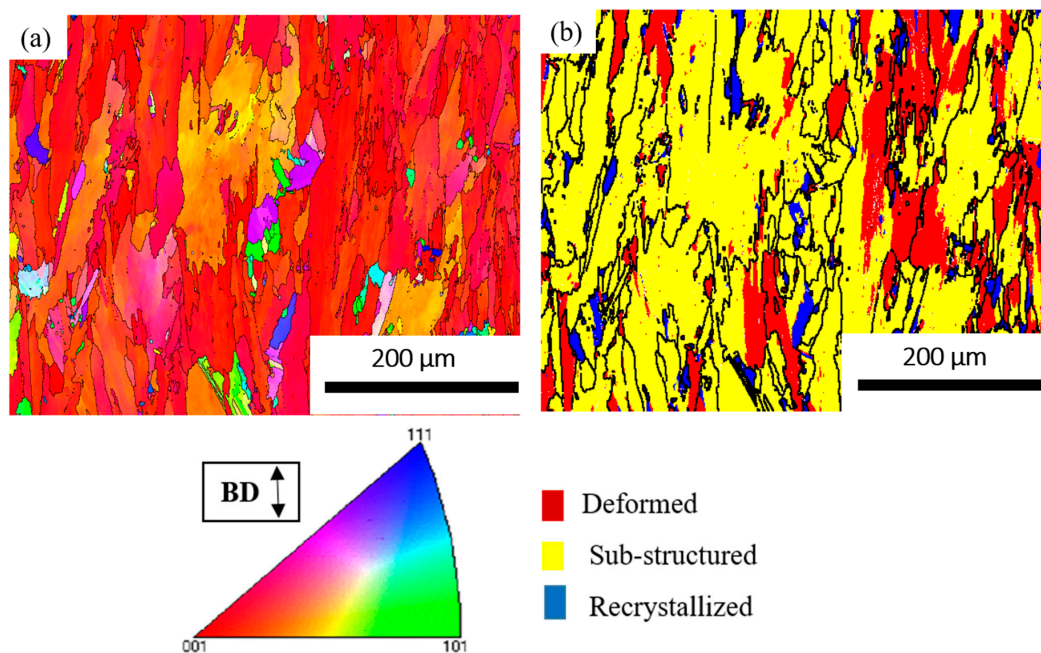 (a)
(b)
200 μm
200 μm
111
BD
001
101
Deformed
Sub-structured
Recrystallized